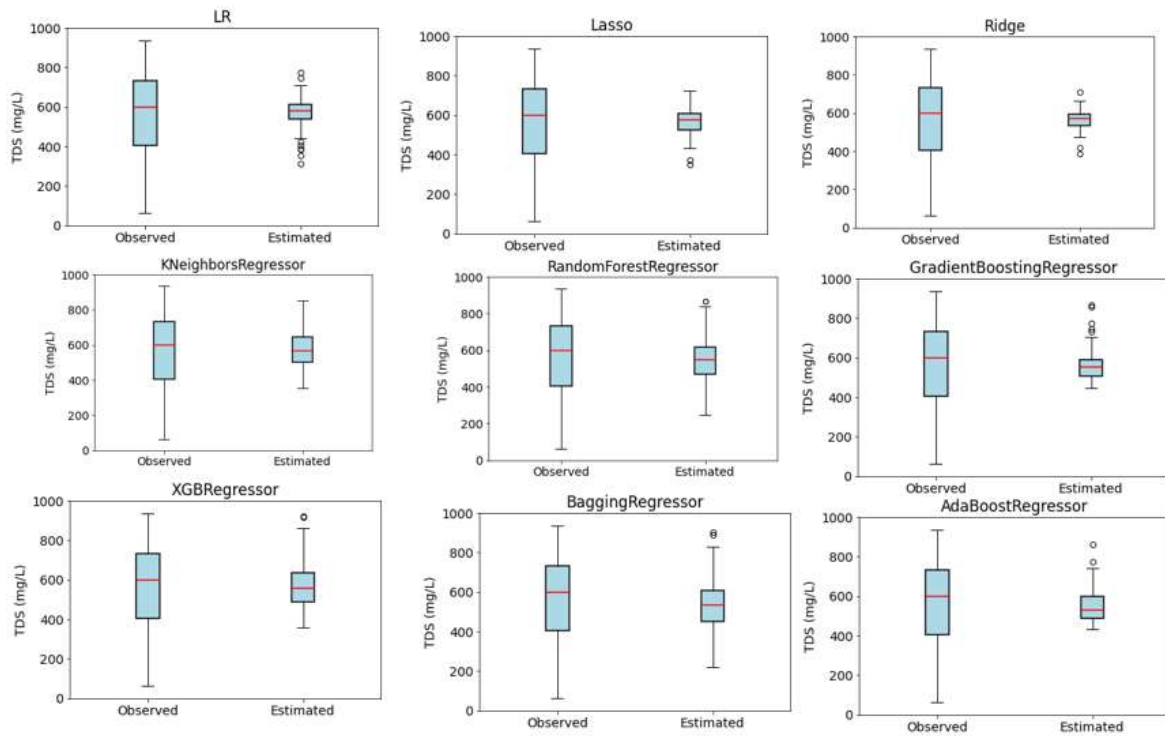 LR
TDS (mg/L)
1000
800
600
400
200
0
Observed Estimated
Lasso
TDS (mg/L)
1000
800
600
400
200
0
Observed Estimated
Ridge
TDS (mg/L)
1000
800
600
400
200
0
Observed Estimated
KNeighborsRegressor
TDS (mg/L)
1000
800
600
400
200
0
Observed Estimated
RandomForestRegressor
TDS (mg/L)
1000
800
600
400
200
0
Observed Estimated
GradientBoostingRegressor
TDS (mg/L)
1000
800
600
400
200
0
Observed Estimated
XGBRegressor
TDS (mg/L)
1000
800
600
400
200
0
Observed Estimated
BaggingRegressor
TDS (mg/L)
1000
800
600
400
200
0
Observed Estimated
AdaBoostRegressor
TDS (mg/L)
1000
800
600
400
200
0
Observed Estimated